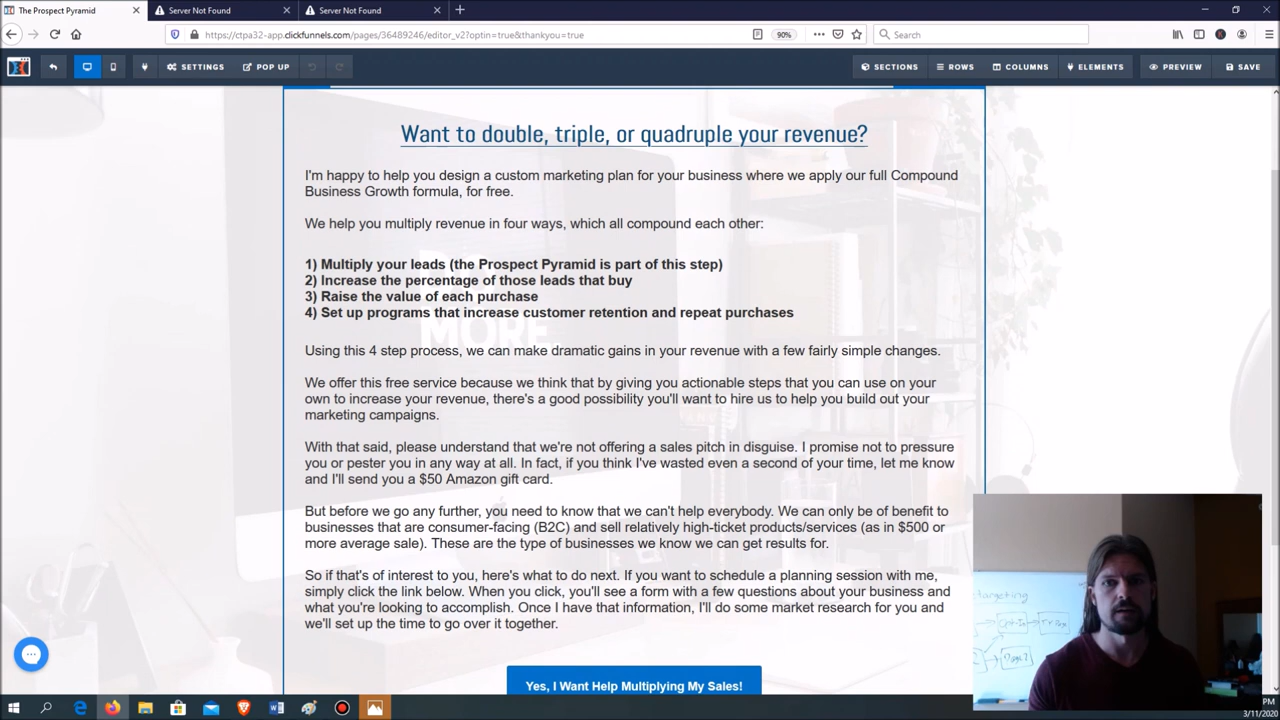 The Prospect Pyramid
Server Not Found
Server Not Found
https://ctpa32-app.clickfunnels.com/pages/36489246/editor_v2?optin=true&thankyou=true
90%
Search
SETTINGS
POP UP
SECTIONS
ROWS
COLUMNS
ELEMENTS
PREVIEW
SAVE
Want to double, triple, or quadruple your revenue?
I'm happy to help you design a custom marketing plan for your business where we apply our full Compound
Business Growth formula, for free.
We help you multiply revenue in four ways, which all compound each other:
1) Multiply your leads (the Prospect Pyramid is part of this step)
2) Increase the percentage of those leads that buy
3) Raise the value of each purchase
4) Set up programs that increase customer retention and repeat purchases
MORE
Using this 4 step process, we can make dramatic gains in your revenue with a few fairly simple changes.
We offer this free service because we think that by giving you actionable steps that you can use on your
own to increase your revenue, there's a good possibility you'll want to hire us to help you build out your
marketing campaigns.
With that said, please understand that we're not offering a sales pitch in disguise. I promise not to pressure
you or pester you in any way at all. In fact, if you think I've wasted even a second of your time, let me know
and I'll send you a $50 Amazon gift card.
But before we go any further, you need to know that we can't help everybody. We can only be of benefit to
businesses that are consumer-facing (B2C) and sell relatively high-ticket products/services (as in $500 or
more average sale). These are the type of businesses we know we can get results for.
So if that's of interest to you, here's what to do next. If you want to schedule a planning session with me,
simply click the link below. When you click, you'll see a form with a few questions about your business and
what you're looking to accomplish. Once I have that information, I'll do some market research for you and
we'll set up the time to go over it together.
Yes, I Want Help Multiplying My Sales!
PM
3/11/2020